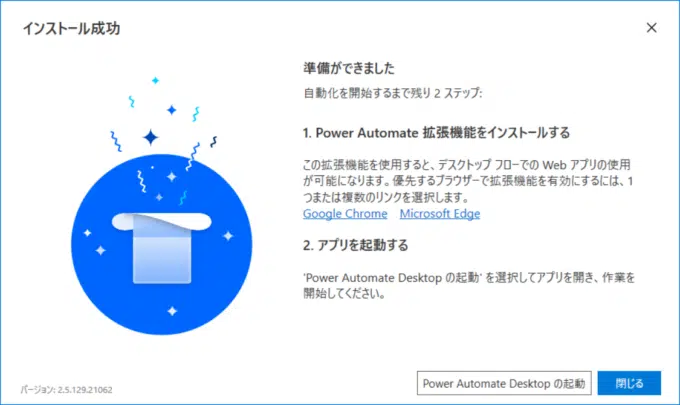 インストール成功
準備ができました
自動化を開始するまで残り 2 ステップ:
1. Power Automate 拡張機能をインストールする
この拡張機能を使用すると、デスクトップ フローでの Web アプリの使用
が可能になります。優先するブラウザーで拡張機能を有効にするには、1
つまたは複数のリンクを選択します。
Google Chrome Microsoft Edge
2. アプリを起動する
'Power Automate Desktop の起動' を選択してアプリを開き、作業を
開始してください。
バージョン: 2.5.129.21062
Power Automate Desktop の起動 閉じる